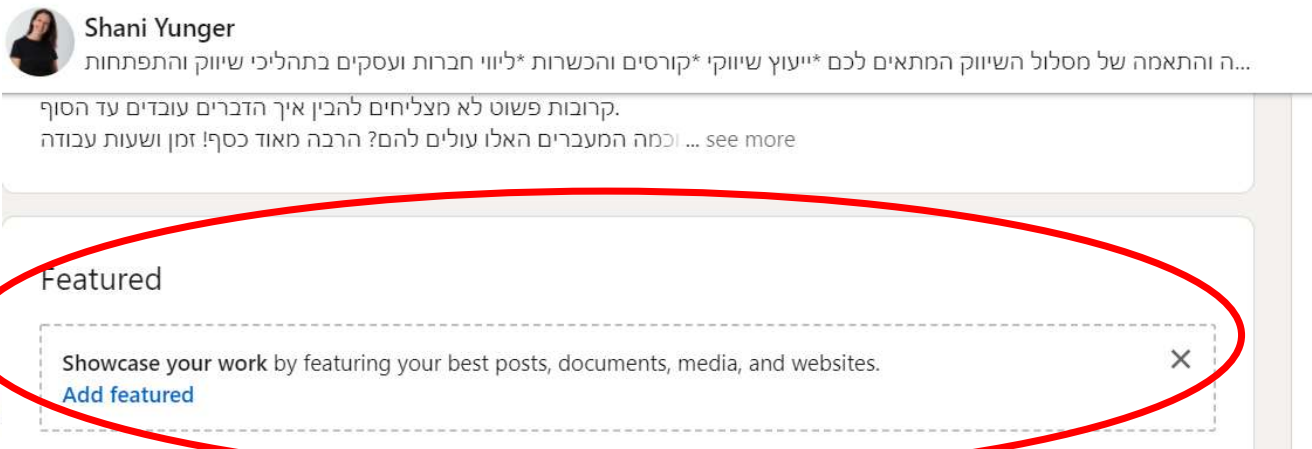 Shani Yunger
...ה והתאמה של מסלול השיווק המתאים לכם *ייעוץ שיווקי *קורסים והכשרות *ליווי חברות ועסקים בתהליכי שיווק והתפתחות
קרובות פשוט לא מצליחים להבין איך הדברים עובדים עד הסוף.
וכמה המעברים האלו עולים להם? הרבה מאוד כסף! זמן ושעות עבודה ... see more
Featured
Showcase your work by featuring your best posts, documents, media, and websites.
Add featured